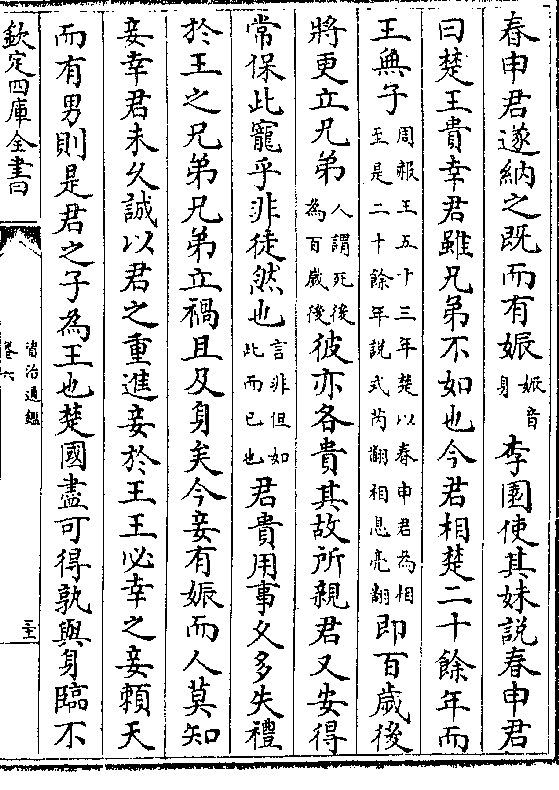 春申君遂納之既而有娠娠音身李園使其妹說春申君
曰楚王貴幸君雖兄弟不如也今君相楚二十餘年而
王無子周赧王五十三年楚以春申君為相至是二十餘年說式芮翻相息亮翻即百歲後
將更立兄弟人謂死後為百歲後彼亦各貴其故所親君又安得
常保此寵乎非徒然也言非但如此而已也君貴用事久多失禮
於王之兄弟兄弟立禍且及身矣今妾有娠而人莫知
妾幸君未久誠以君之重進妾於王王必幸之妾賴天
而有男則是君之子為王也楚國盡可得孰與身臨不
欽定四庫全書
資治通鑑
卷六